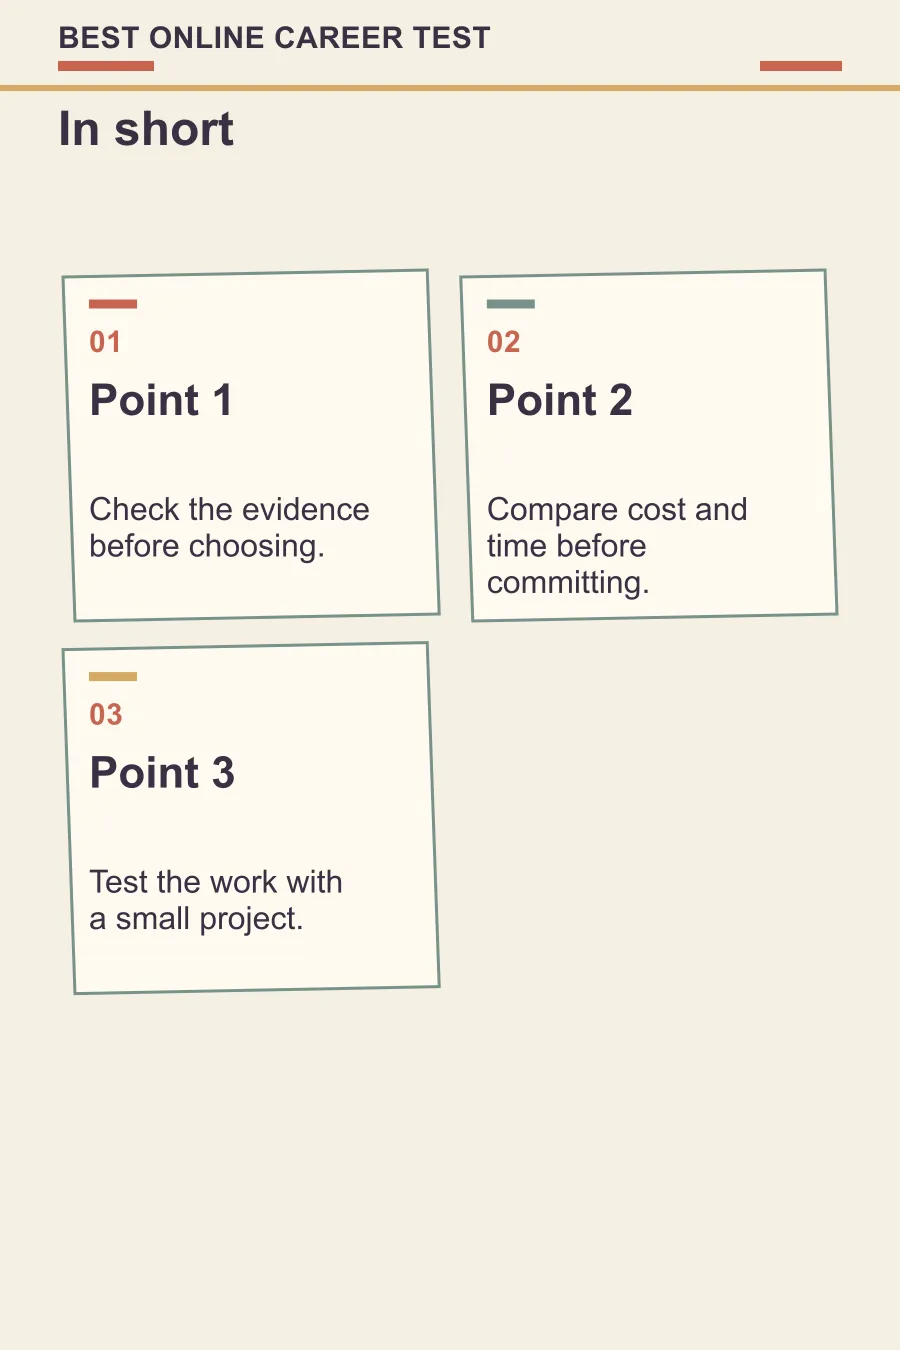 BEST ONLINE CAREER TEST
In short
01
Point 1
Check the evidence
before choosing.
02
Point 2
Compare cost and
time before
committing.
03
Point 3
Test the work with
a small project.